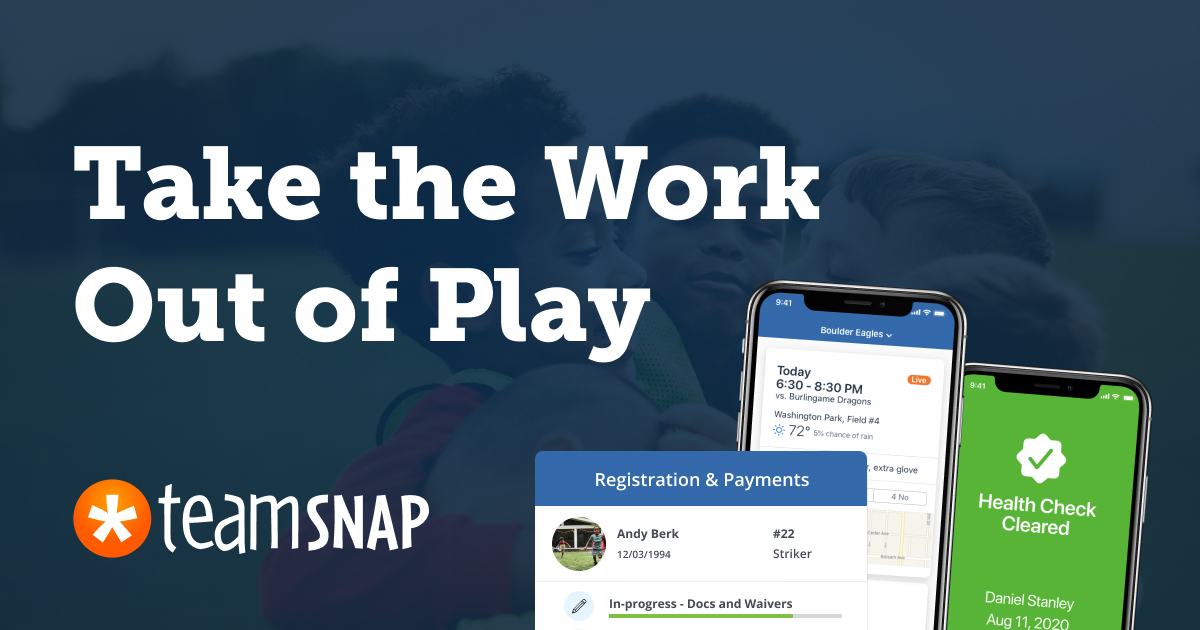 Take the Work
Out of Play
teamSNAP
9:41
Boulder Eagles
Today
6:30 - 8:30 PM
Live
vs. Burlingame Dragons
Washington Park, Field #4
72° 5% chance of rain
, extra glove
4 No
Registration & Payments
Andy Berk
#22
12/03/1994
Striker
In-progress - Docs and Waivers
9:41
Health Check
Cleared
Daniel Stanley
Aug 11, 2020